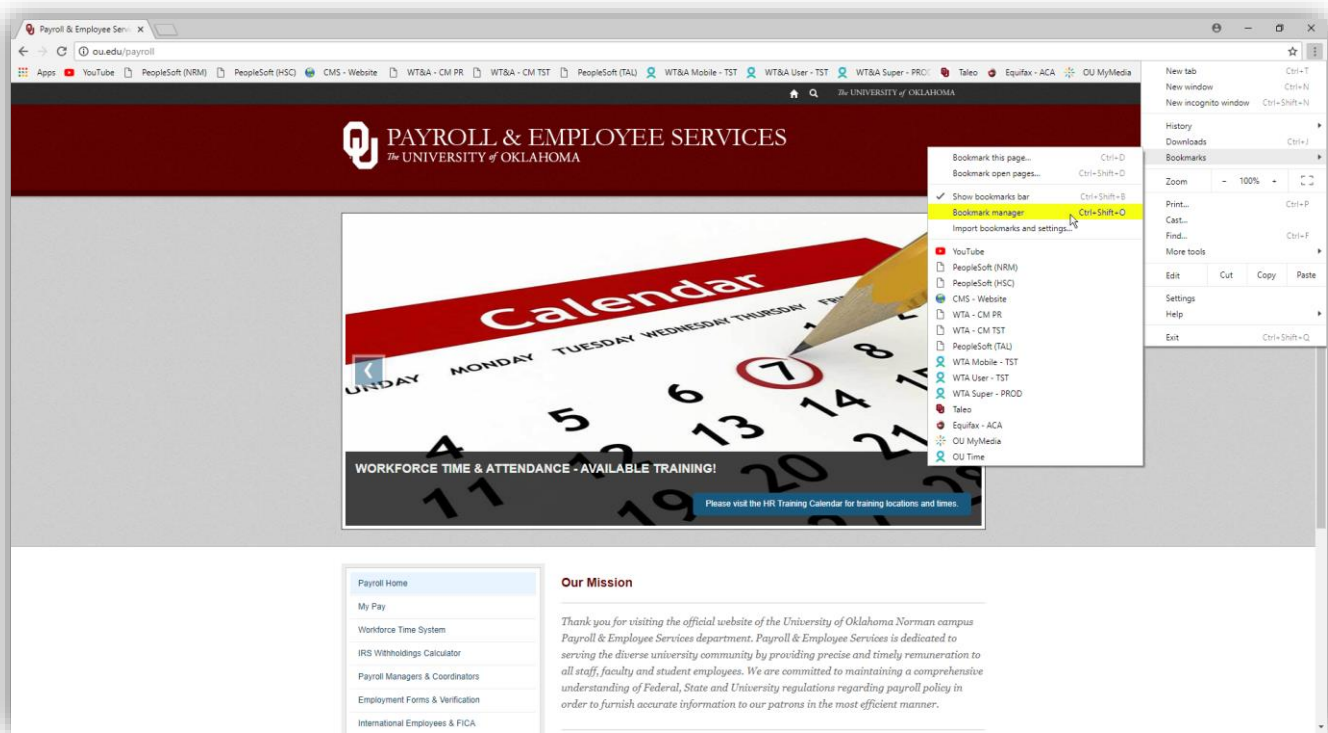 Payroll & Employee Serv
ou.edu/payroll
Apps YouTube PeopleSoft (NRM) PeopleSoft (HSC) CMS - Website WT&A - CM PR WT&A - CM TST PeopleSoft (TAL) WT&A Mobile - TST WT&A User - TST WT&A Super - PROD Taleo Equifax - ACA OU MyMedia
The UNIVERSITY of OKLAHOMA
OU PAYROLL & EMPLOYEE SERVICES
The UNIVERSITY of OKLAHOMA
New tab Ctrl+T
New window Ctrl+N
New incognito window Ctrl+Shift+N
History
Downloads Ctrl+J
Bookmarks
Zoom - 100% +
Print... Ctrl+P
Cast...
Find... Ctrl+F
More tools
Edit Cut Copy Paste
Settings
Help
Exit Ctrl+Shift+Q
Bookmark this page... Ctrl+D
Bookmark open pages... Ctrl+Shift+D
Show bookmarks bar Ctrl+Shift+B
Bookmark manager Ctrl+Shift+O
Import bookmarks and settings...
YouTube
PeopleSoft (NRM)
PeopleSoft (HSC)
CMS - Website
WTA - CM PR
WTA - CM TST
PeopleSoft (TAL)
WTA Mobile - TST
WTA User - TST
WTA Super - PROD
Taleo
Equifax - ACA
OU MyMedia
OU Time
Calendar
MONDAY TUESDAY WEDNESDAY THURSDAY
4 5 6 7 8
11 12 13 14
19 20 21
28
WORKFORCE TIME & ATTENDANCE - AVAILABLE TRAINING!
Please visit the HR Training Calendar for training locations and times.
Payroll Home
My Pay
Workforce Time System
IRS Withholdings Calculator
Payroll Managers & Coordinators
Employment Forms & Verification
International Employees & FICA
Our Mission
Thank you for visiting the official website of the University of Oklahoma Norman campus
Payroll & Employee Services department. Payroll & Employee Services is dedicated to
serving the diverse university community by providing precise and timely remuneration to
all staff, faculty and student employees. We are committed to maintaining a comprehensive
understanding of Federal, State and University regulations regarding payroll policy in
order to furnish accurate information to our patrons in the most efficient manner.